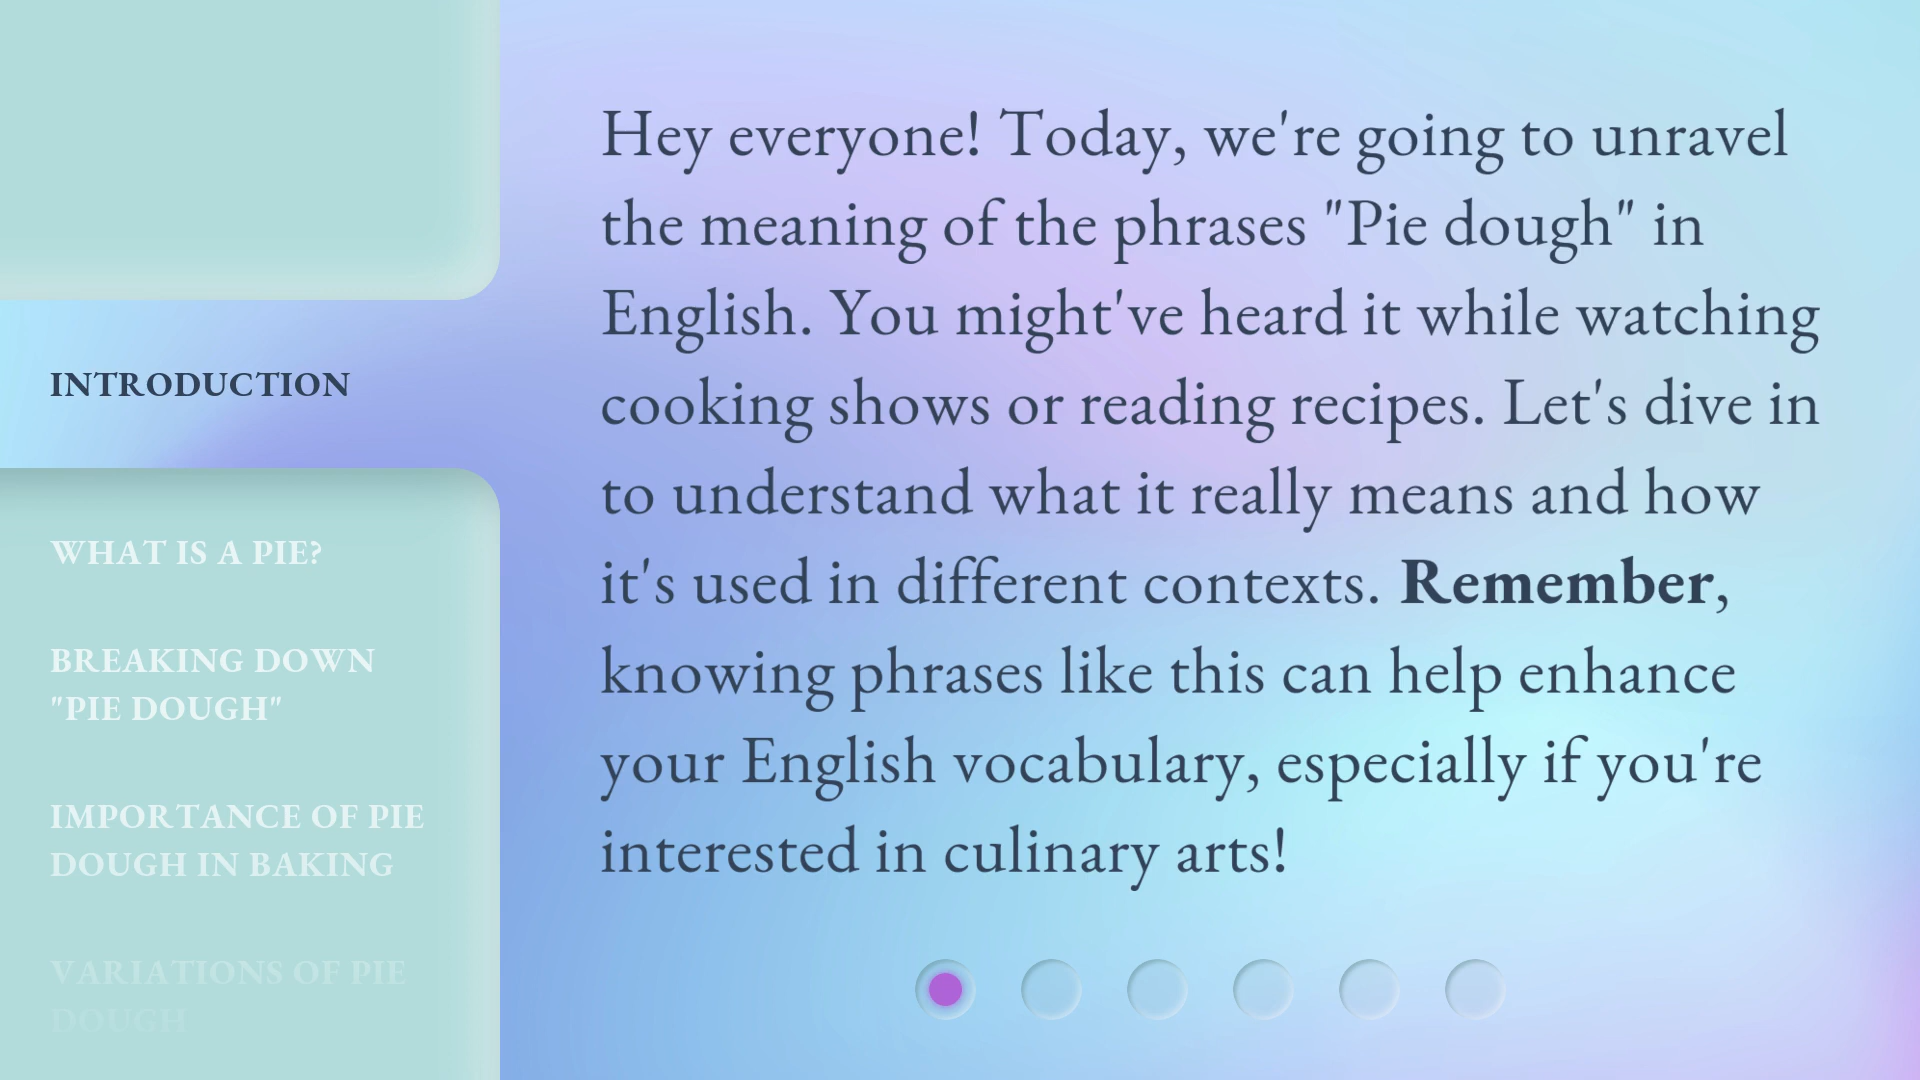 INTRODUCTION
WHAT IS A PIE?
BREAKING DOWN
"PIE DOUGH"
IMPORTANCE OF PIE
DOUGH IN BAKING
VARIATIONS OF PIE
DOUGH
Hey everyone! Today, we're going to unravel
the meaning of the phrases "Pie dough" in
English. You might've heard it while watching
cooking shows or reading recipes. Let's dive in
to understand what it really means and how
it's used in different contexts. Remember,
knowing phrases like this can help enhance
your English vocabulary, especially if you're
interested in culinary arts!